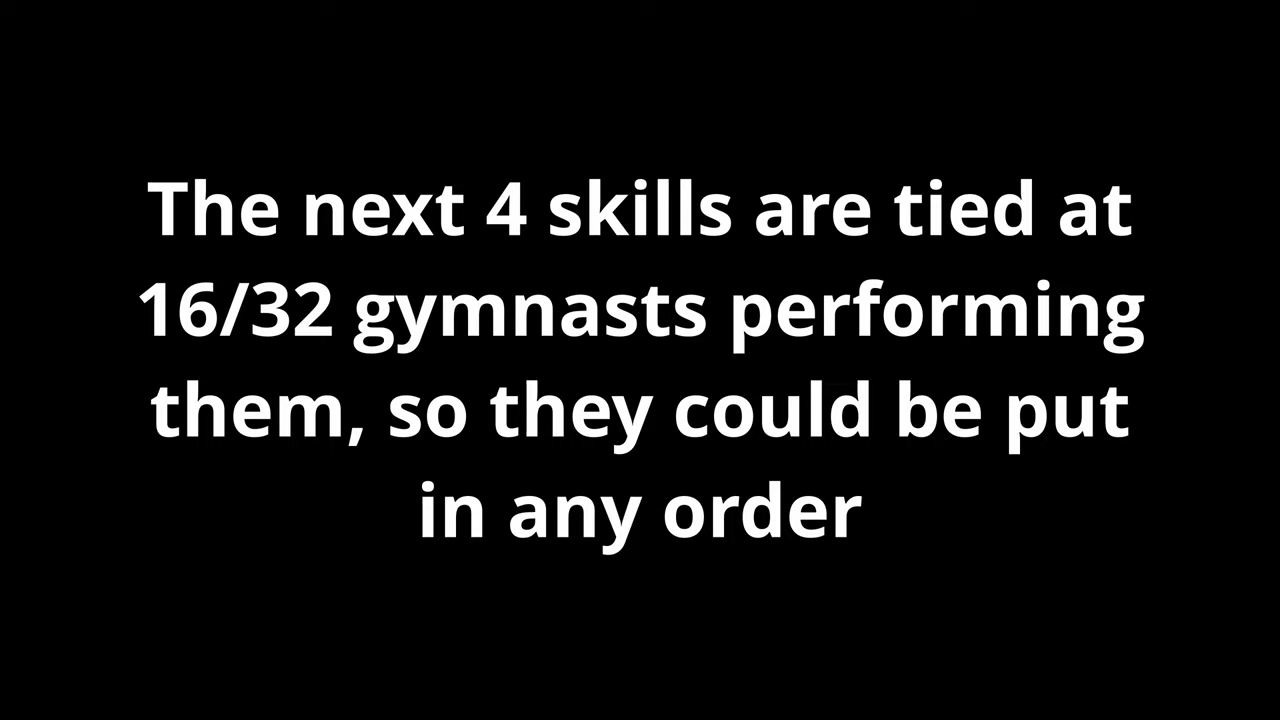 The next 4 skills are tied at
16/32 gymnasts performing
them, so they could be put
in any order